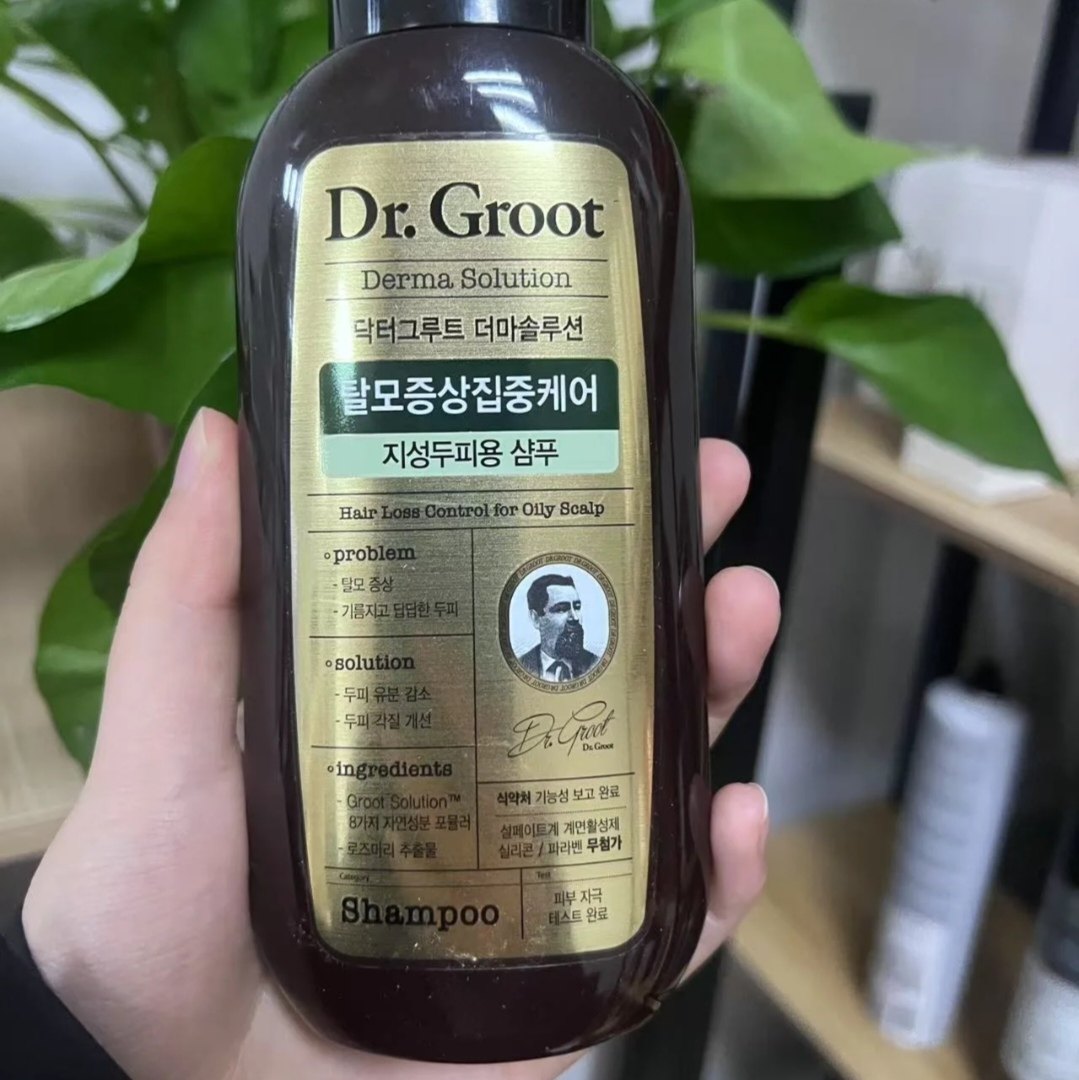 Dr. Groot
Derma Solution
닥터그루트 더마솔루션
탈모증상집중케어
지성두피용 샴푸
Hair Loss Control for Oily Scalp
problem
- 탈모 증상
- 기름지고 답답한 두피
solution
- 두피 유분 감소
- 두피 각질 개선
ingredients
- Groot Solution™
8가지 자연성분 포뮬러
- 로즈마리 추출물
Dr. Groot
Dr. Groot
식약처 기능성 보고 완료
설페이트계 계면활성제
실리콘 / 파라벤 무첨가
Category
Shampoo
Test
피부 자극
테스트 완료